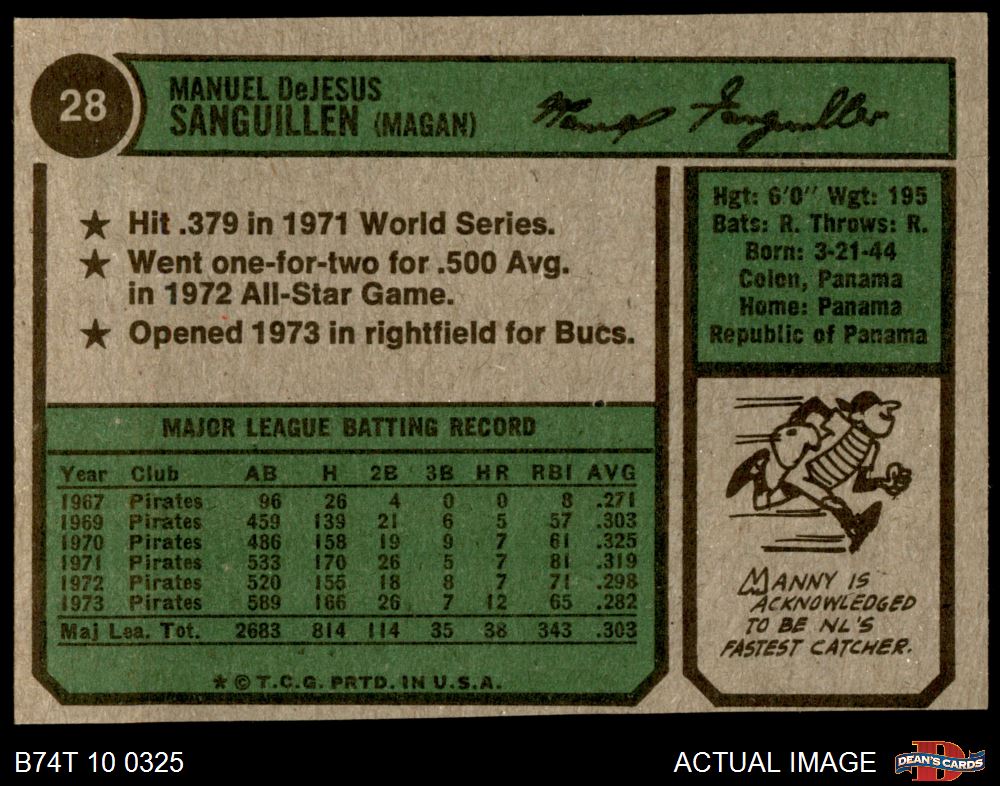 28
MANUEL DeJESUS
SANGUILLEN (MAGAN)
Manuel Sanguillen
★ Hit .379 in 1971 World Series.
★ Went one-for-two for .500 Avg.
in 1972 All-Star Game.
★ Opened 1973 in rightfield for Bucs.
Hgt: 6'0" Wgt: 195
Bats: R. Throws: R.
Born: 3-21-44
Colon, Panama
Home: Panama
Republic of Panama
MAJOR LEAGUE BATTING RECORD
Year Club AB H 2B 3B HR RBI AVG
1967 Pirates 96 26 4 0 0 8 .271
1969 Pirates 459 139 21 6 5 57 .303
1970 Pirates 486 158 19 9 7 61 .325
1971 Pirates 533 170 26 5 7 81 .319
1972 Pirates 520 155 18 8 7 71 .298
1973 Pirates 589 166 26 7 12 65 .282
Maj Lea. Tot. 2683 814 114 35 38 343 .303
★ © T.C.G. PRTD. IN U.S.A.
MANNY IS
ACKNOWLEDGED
TO BE NL'S
FASTEST CATCHER.
B74T 10 0325
ACTUAL IMAGE
D
DEAN'S CARDS